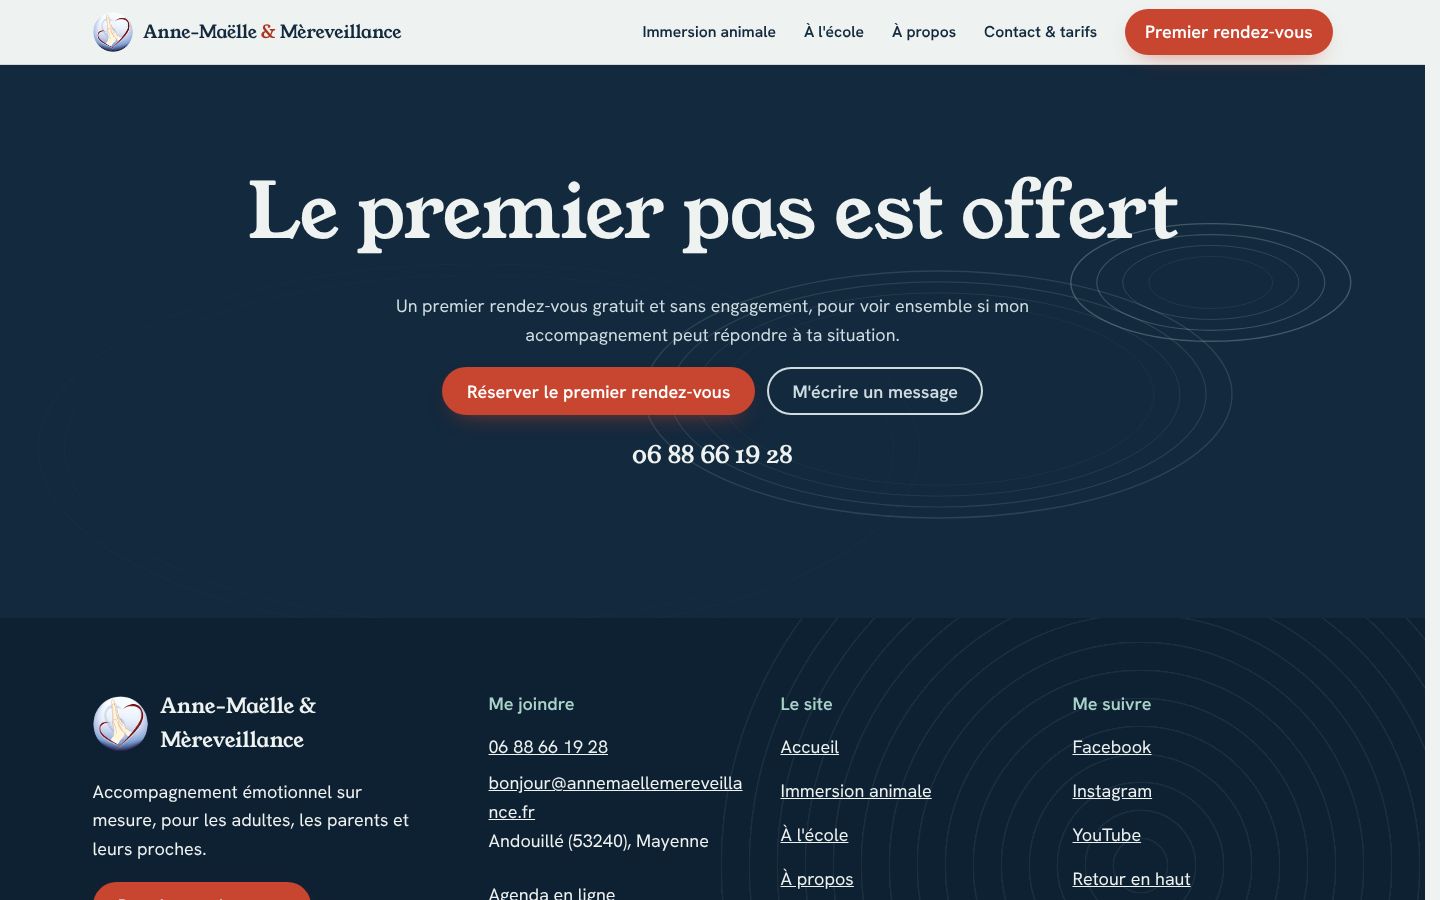 Anne-Maëlle & Mèreveillance
Immersion animale
À l'école
À propos
Contact & tarifs
Premier rendez-vous
Le premier pas est offert
Un premier rendez-vous gratuit et sans engagement, pour voir ensemble si mon
accompagnement peut répondre à ta situation.
Réserver le premier rendez-vous
M'écrire un message
06 88 66 19 28
Anne-Maëlle &
Mèreveillance
Accompagnement émotionnel sur
mesure, pour les adultes, les parents et
leurs proches.
Me joindre
06 88 66 19 28
bonjour@annemaellemereveilla
nce.fr
Andouillé (53240), Mayenne
Agenda en ligne
Le site
Accueil
Immersion animale
À l'école
À propos
Me suivre
Facebook
Instagram
YouTube
Retour en haut